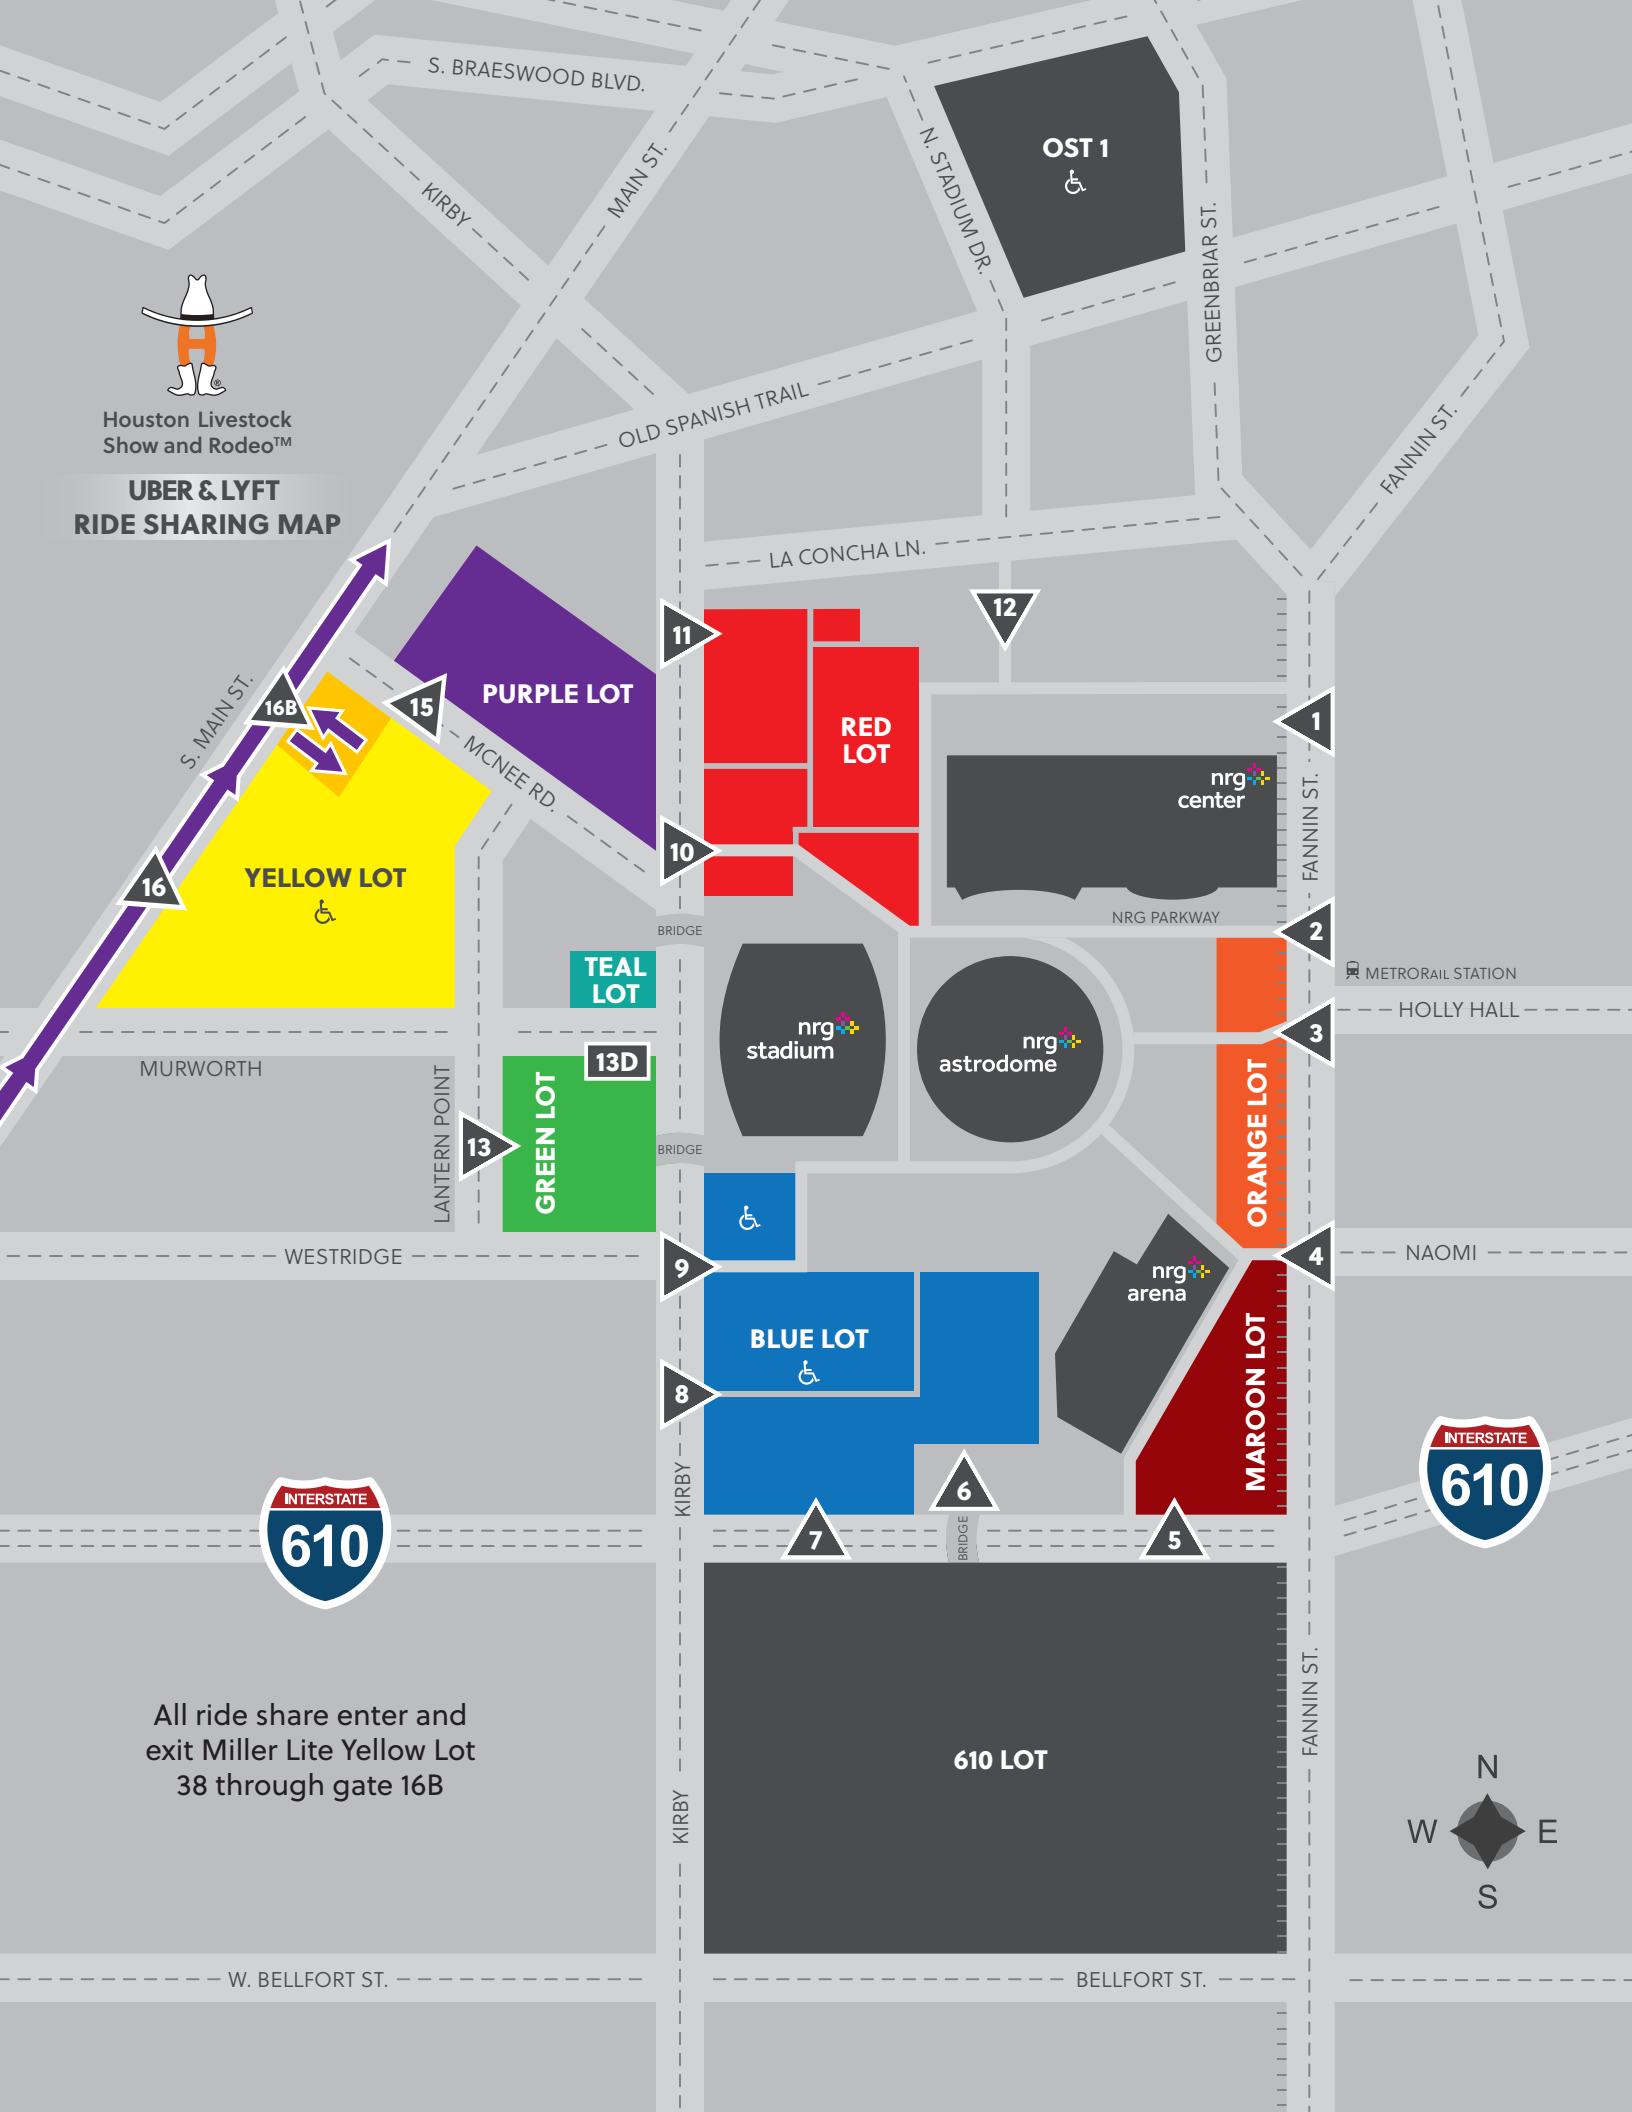 S. BRAESWOOD BLVD.
MAIN ST.
KIRBY
N. STADIUM DR.
OST 1
GREENBRIAR ST.
Houston Livestock
Show and Rodeo™
UBER & LYFT
RIDE SHARING MAP
OLD SPANISH TRAIL
FANNIN ST.
LA CONCHA LN.
12
11
PURPLE LOT
15
16B
S. MAIN ST.
MCNEE RD.
RED
LOT
1
nrg
center
FANNIN ST.
10
16
YELLOW LOT
NRG PARKWAY
2
BRIDGE
TEAL
LOT
METRORAIL STATION
HOLLY HALL
3
nrg
stadium
nrg
astrodome
MURWORTH
13D
GREEN LOT
LANTERN POINT
13
BRIDGE
ORANGE LOT
WESTRIDGE
9
4
NAOMI
nrg
arena
BLUE LOT
8
MAROON LOT
KIRBY
INTERSTATE
610
INTERSTATE
610
7
6
BRIDGE
5
All ride share enter and
exit Miller Lite Yellow Lot
38 through gate 16B
610 LOT
KIRBY
FANNIN ST.
N
W
E
S
W. BELLFORT ST.
BELLFORT ST.